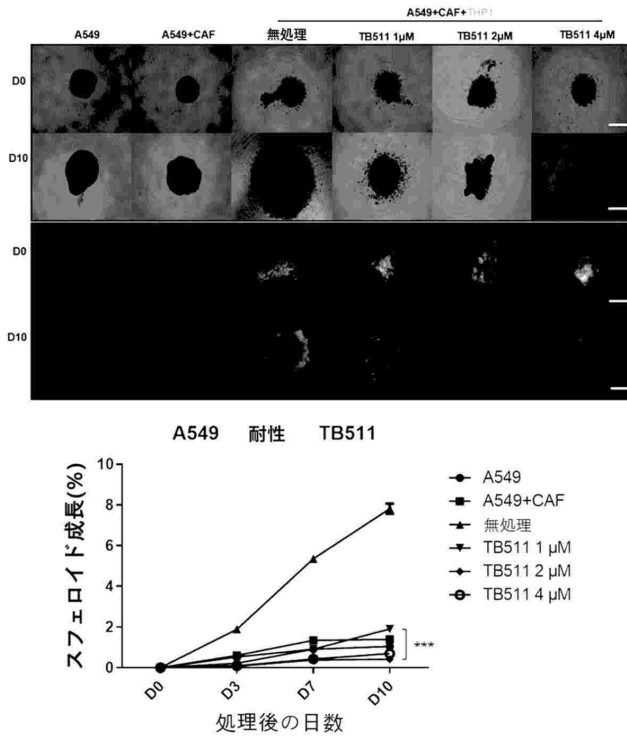 A549+CAF+THP1
A549 A549+CAF 無処理 TB511 1μM TB511 2μM TB511 4μM
D0
D10
D0
D10
A549 耐性 TB511
スフェロイド成長(%)
10
8
6
4
2
0
D0 D3 D7 D10
処理後の日数
A549
A549+CAF
無処理
TB511 1 μM
TB511 2 μM
TB511 4 μM
***